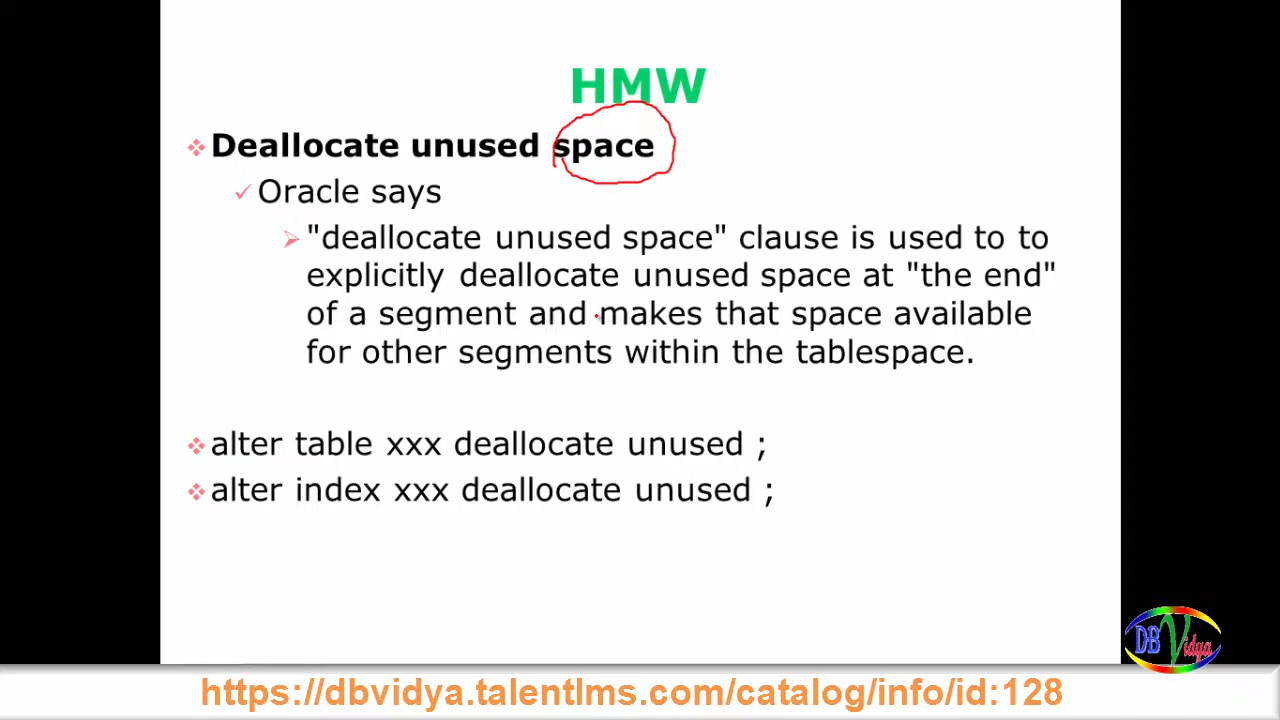 HMW
Deallocate unused space
Oracle says
"deallocate unused space" clause is used to to
explicitly deallocate unused space at "the end"
of a segment and makes that space available
for other segments within the tablespace.
alter table xxx deallocate unused ;
alter index xxx deallocate unused ;
DB Vidya
https://dbvidya.talentlms.com/catalog/info/id:128